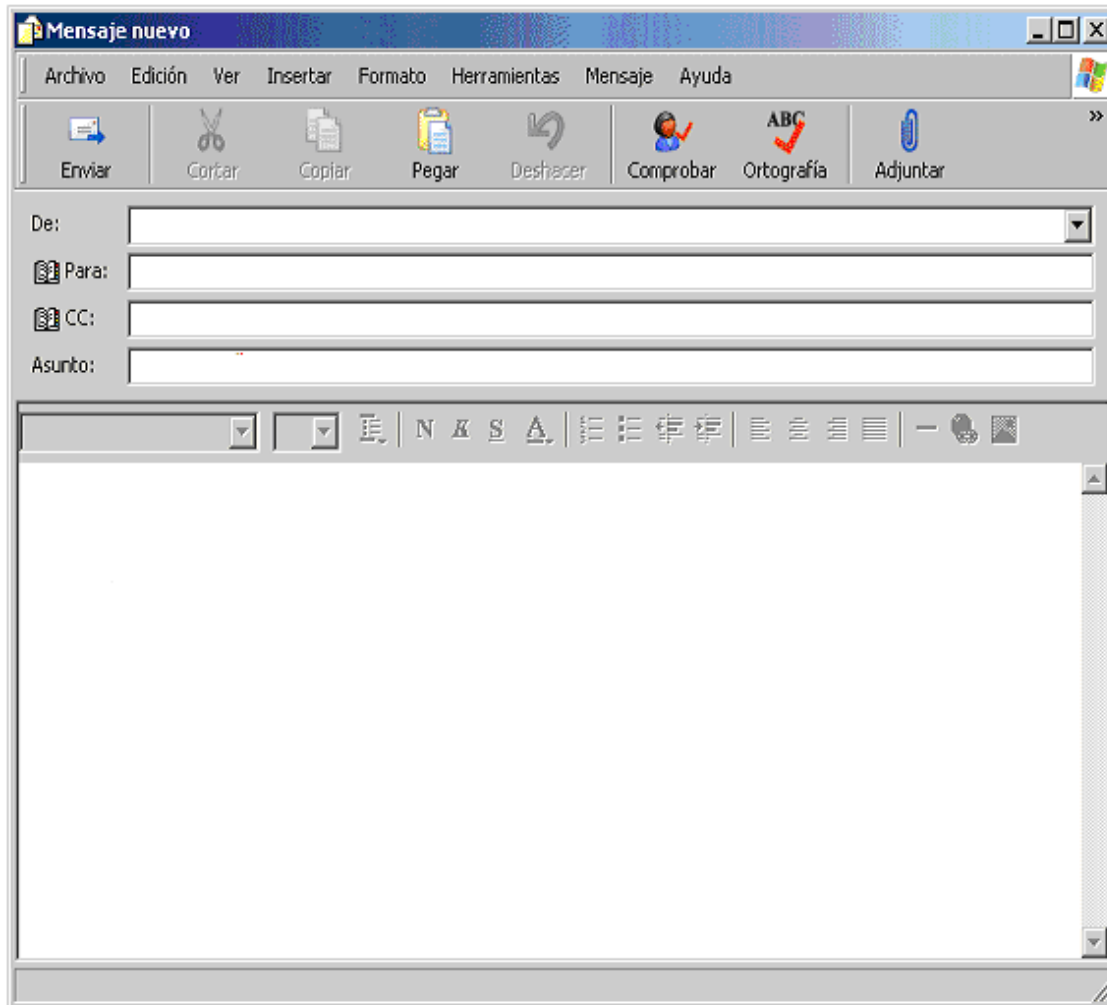 Mensaje nuevo
Archivo Edición Ver Insertar Formato Herramientas Mensaje Ayuda
ABC
Enviar Cortar Copiar Pegar Deshacer Comprobar Ortografía Adjuntar
De:
Para:
CC:
Asunto:
N K S A